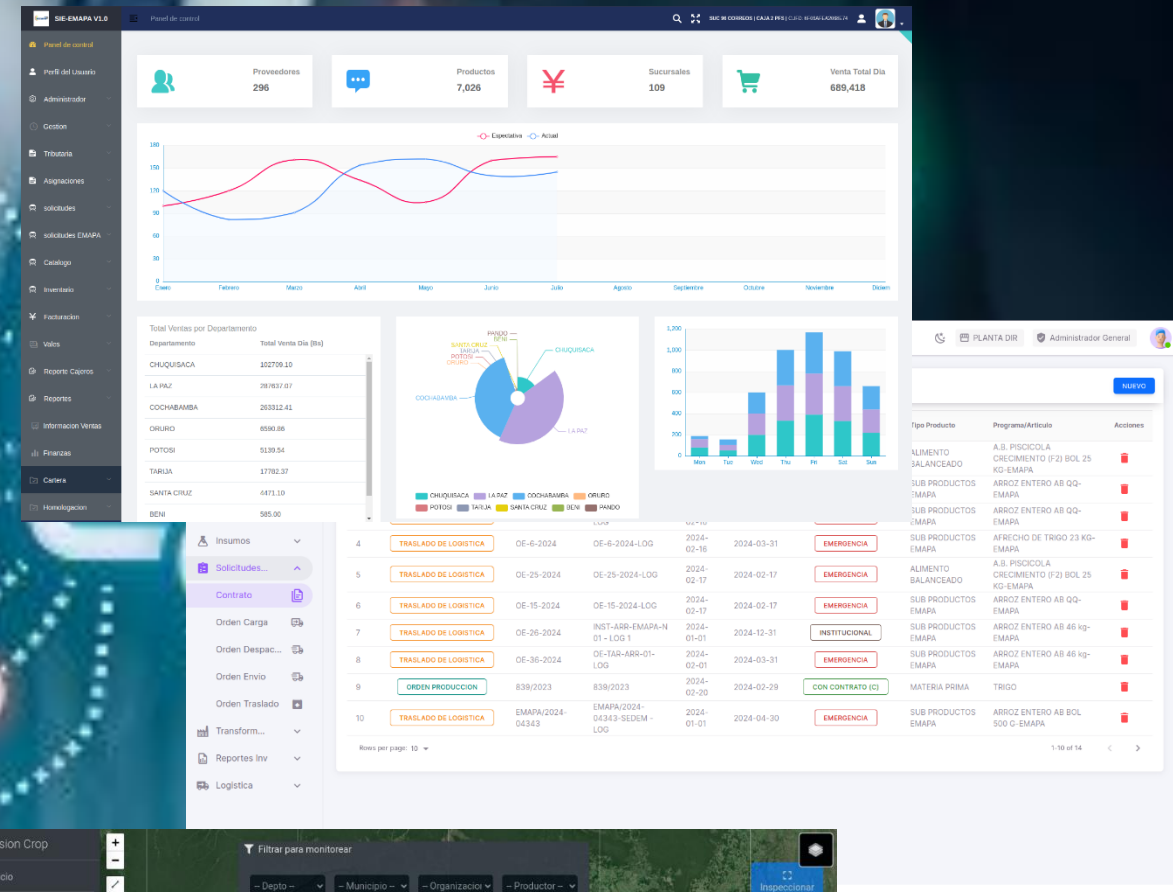 SIE-EMAPA V1.0
Panel de control
SUC 98 CORREOS | CAJA 2 PFS |
Panel de control
Perfil del Usuario
Administrador
Gestion
Tributaria
Asignaciones
solicitudes
solicitudes EMAPA
Catalogo
Inventario
Facturacion
Valos
Reporte Cajeros
Reportes
Informacion Ventas
Finanzas
Cartera
Homologacion
Proveedores
296
Productos
7,026
Sucursales
109
Venta Total Dia
689,418
Expectativa Actual
180
150
120
90
60
30
0
Enero Febrero Marzo Abril Mayo Junio Julio Agosto Septiembre Octubre Noviembre Diciem
Total Ventas por Departamento
Departamento Total Venta Dia (Bs)
CHUQUISACA 102709.10
LA PAZ 287837.07
COCHABAMBA 263312.41
ORURO 6590.86
POTOSI 5139.54
TARIJA 17782.37
SANTA CRUZ 4471.10
BENI 585.00
PANDO
BENI
SANTA CRUZ
TARIJA
POTOSI
ORURO
CHUQUISACA
COCHABAMBA
LA PAZ
CHUQUISACA LA PAZ COCHABAMBA ORURO
POTOSI TARIJA SANTA CRUZ BENI PANDO
1,200
1,000
800
600
400
200
0
Mon Tue Wed Thu Fri Sat Sun
PLANTA DIR Administrador General
NUEVO
Tipo Producto Programa/Articulo Acciones
ALIMENTO BALANCEADO A.B. PISCICOLA
CRECIMIENTO (F2) BOL 25
KG-EMAPA
SUB PRODUCTOS ARROZ ENTERO AB QQ-
EMAPA EMAPA
SUB PRODUCTOS ARROZ ENTERO AB QQ-
EMAPA EMAPA
4 TRASLADO DE LOGISTICA OE-6-2024 OE-6-2024-LOG 2024-02-16 2024-03-31 EMERGENCIA SUB PRODUCTOS EMAPA AFRECHO DE TRIGO 23 KG-EMAPA
5 TRASLADO DE LOGISTICA OE-25-2024 OE-25-2024-LOG 2024-02-17 2024-02-17 EMERGENCIA ALIMENTO BALANCEADO A.B. PISCICOLA CRECIMIENTO (F2) BOL 25 KG-EMAPA
6 TRASLADO DE LOGISTICA OE-15-2024 OE-15-2024-LOG 2024-02-17 2024-02-17 EMERGENCIA SUB PRODUCTOS EMAPA ARROZ ENTERO AB QQ-EMAPA
7 TRASLADO DE LOGISTICA OE-26-2024 INST-ARR-EMAPA-N 01 - LOG 1 2024-01-01 2024-12-31 INSTITUCIONAL SUB PRODUCTOS EMAPA ARROZ ENTERO AB 46 kg-EMAPA
8 TRASLADO DE LOGISTICA OE-36-2024 OE-TAR-ARR-01-LOG 2024-02-01 2024-03-31 EMERGENCIA SUB PRODUCTOS EMAPA ARROZ ENTERO AB 46 kg-EMAPA
9 ORDEN PRODUCCION 839/2023 839/2023 2024-02-20 2024-02-29 CON CONTRATO (C) MATERIA PRIMA TRIGO
10 TRASLADO DE LOGISTICA EMAPA/2024-04343 EMAPA/2024-04343-SEDEM - LOG 2024-01-01 2024-04-30 EMERGENCIA SUB PRODUCTOS EMAPA ARROZ ENTERO AB BOL 500 G-EMAPA
Rows per page: 10 1-10 of 14
Insumos
Solicitudes...
Contrato
Orden Carga
Orden Despac...
Orden Envio
Orden Traslado
Transform...
Reportes Inv
Logistica
sion Crop
cio
+
−
Filtrar para monitorear
-- Depto -- -- Municipio -- -- Organizacior -- Productor --
Inspeccionar